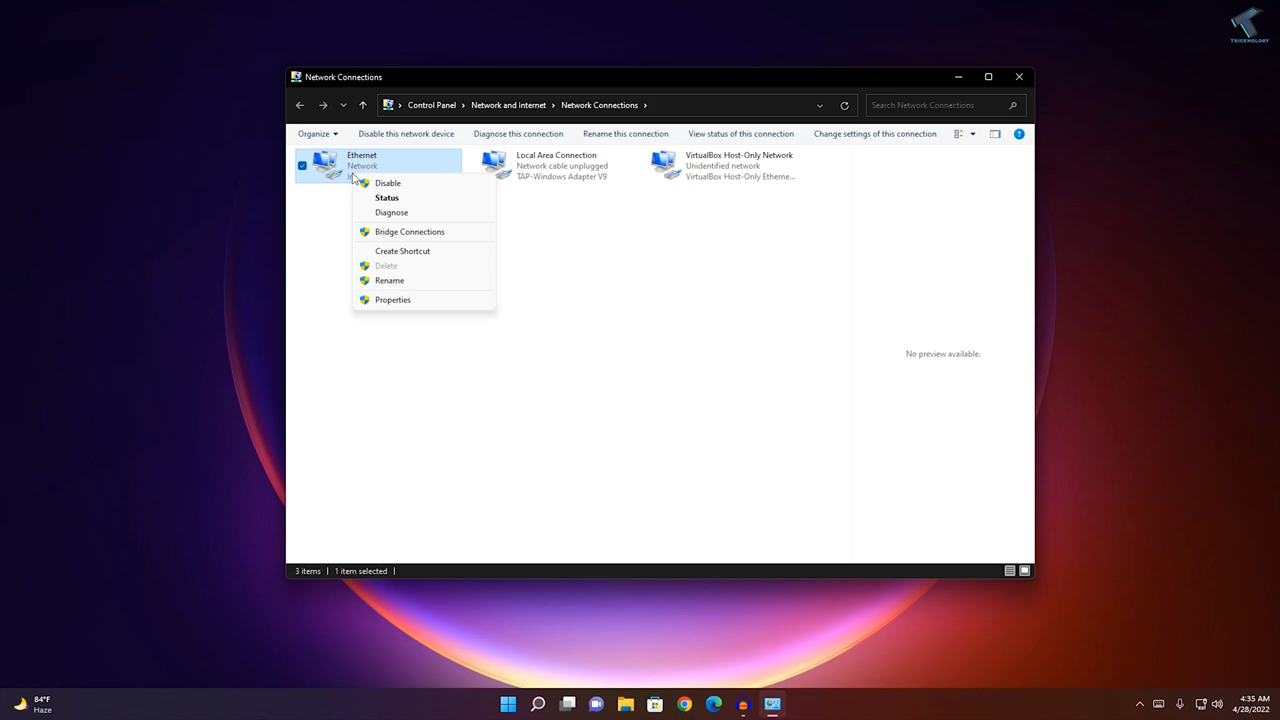 TRICKNOLOGY
Network Connections
Control Panel
Network and Internet
Network Connections
Search Network Connections
Organize
Disable this network device
Diagnose this connection
Rename this connection
View status of this connection
Change settings of this connection
Ethernet
Network
Local Area Connection
Network cable unplugged
TAP-Windows Adapter V9
VirtualBox Host-Only Network
Unidentified network
VirtualBox Host-Only Etherne...
Disable
Status
Diagnose
Bridge Connections
Create Shortcut
Delete
Rename
Properties
No preview available.
3 items
1 item selected
84°F
Haze
4:35 AM
4/28/2022